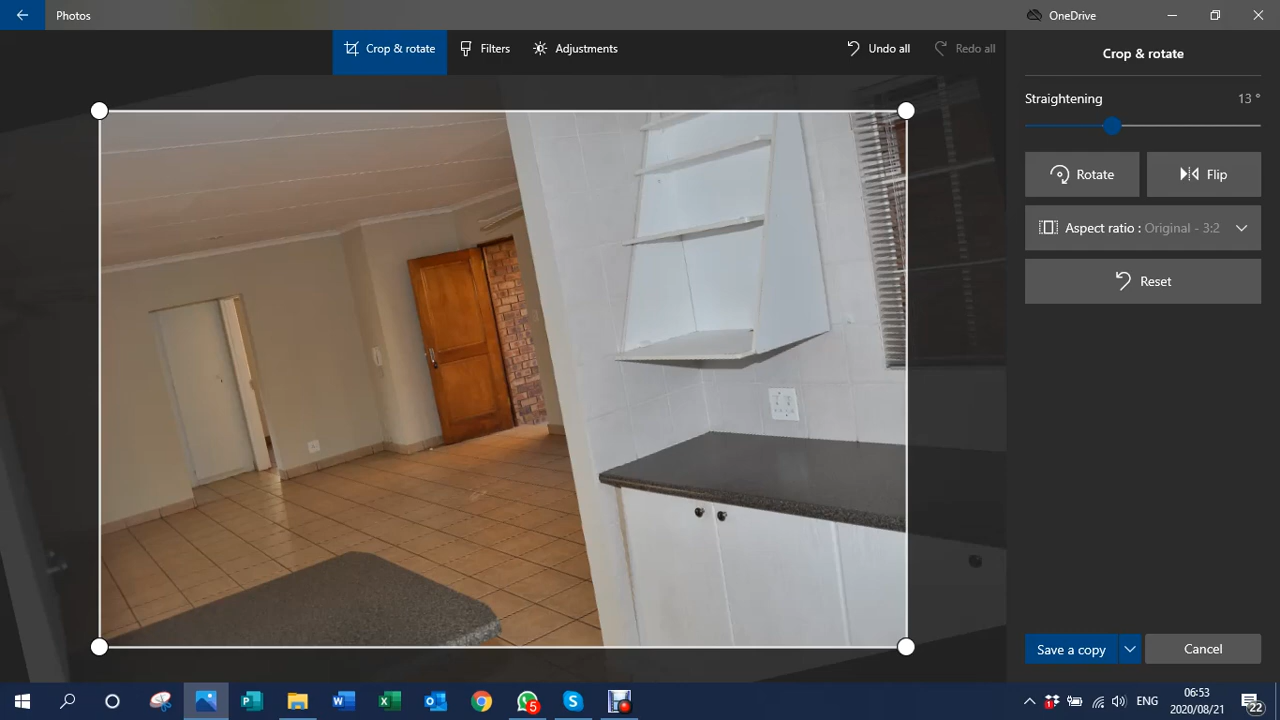 Photos
OneDrive
Crop & rotate
Filters
Adjustments
Undo all
Redo all
Crop & rotate
Straightening
13 °
Rotate
Flip
Aspect ratio : Original - 3:2
Reset
Save a copy
Cancel
5
ENG
06:53
2020/08/21
22